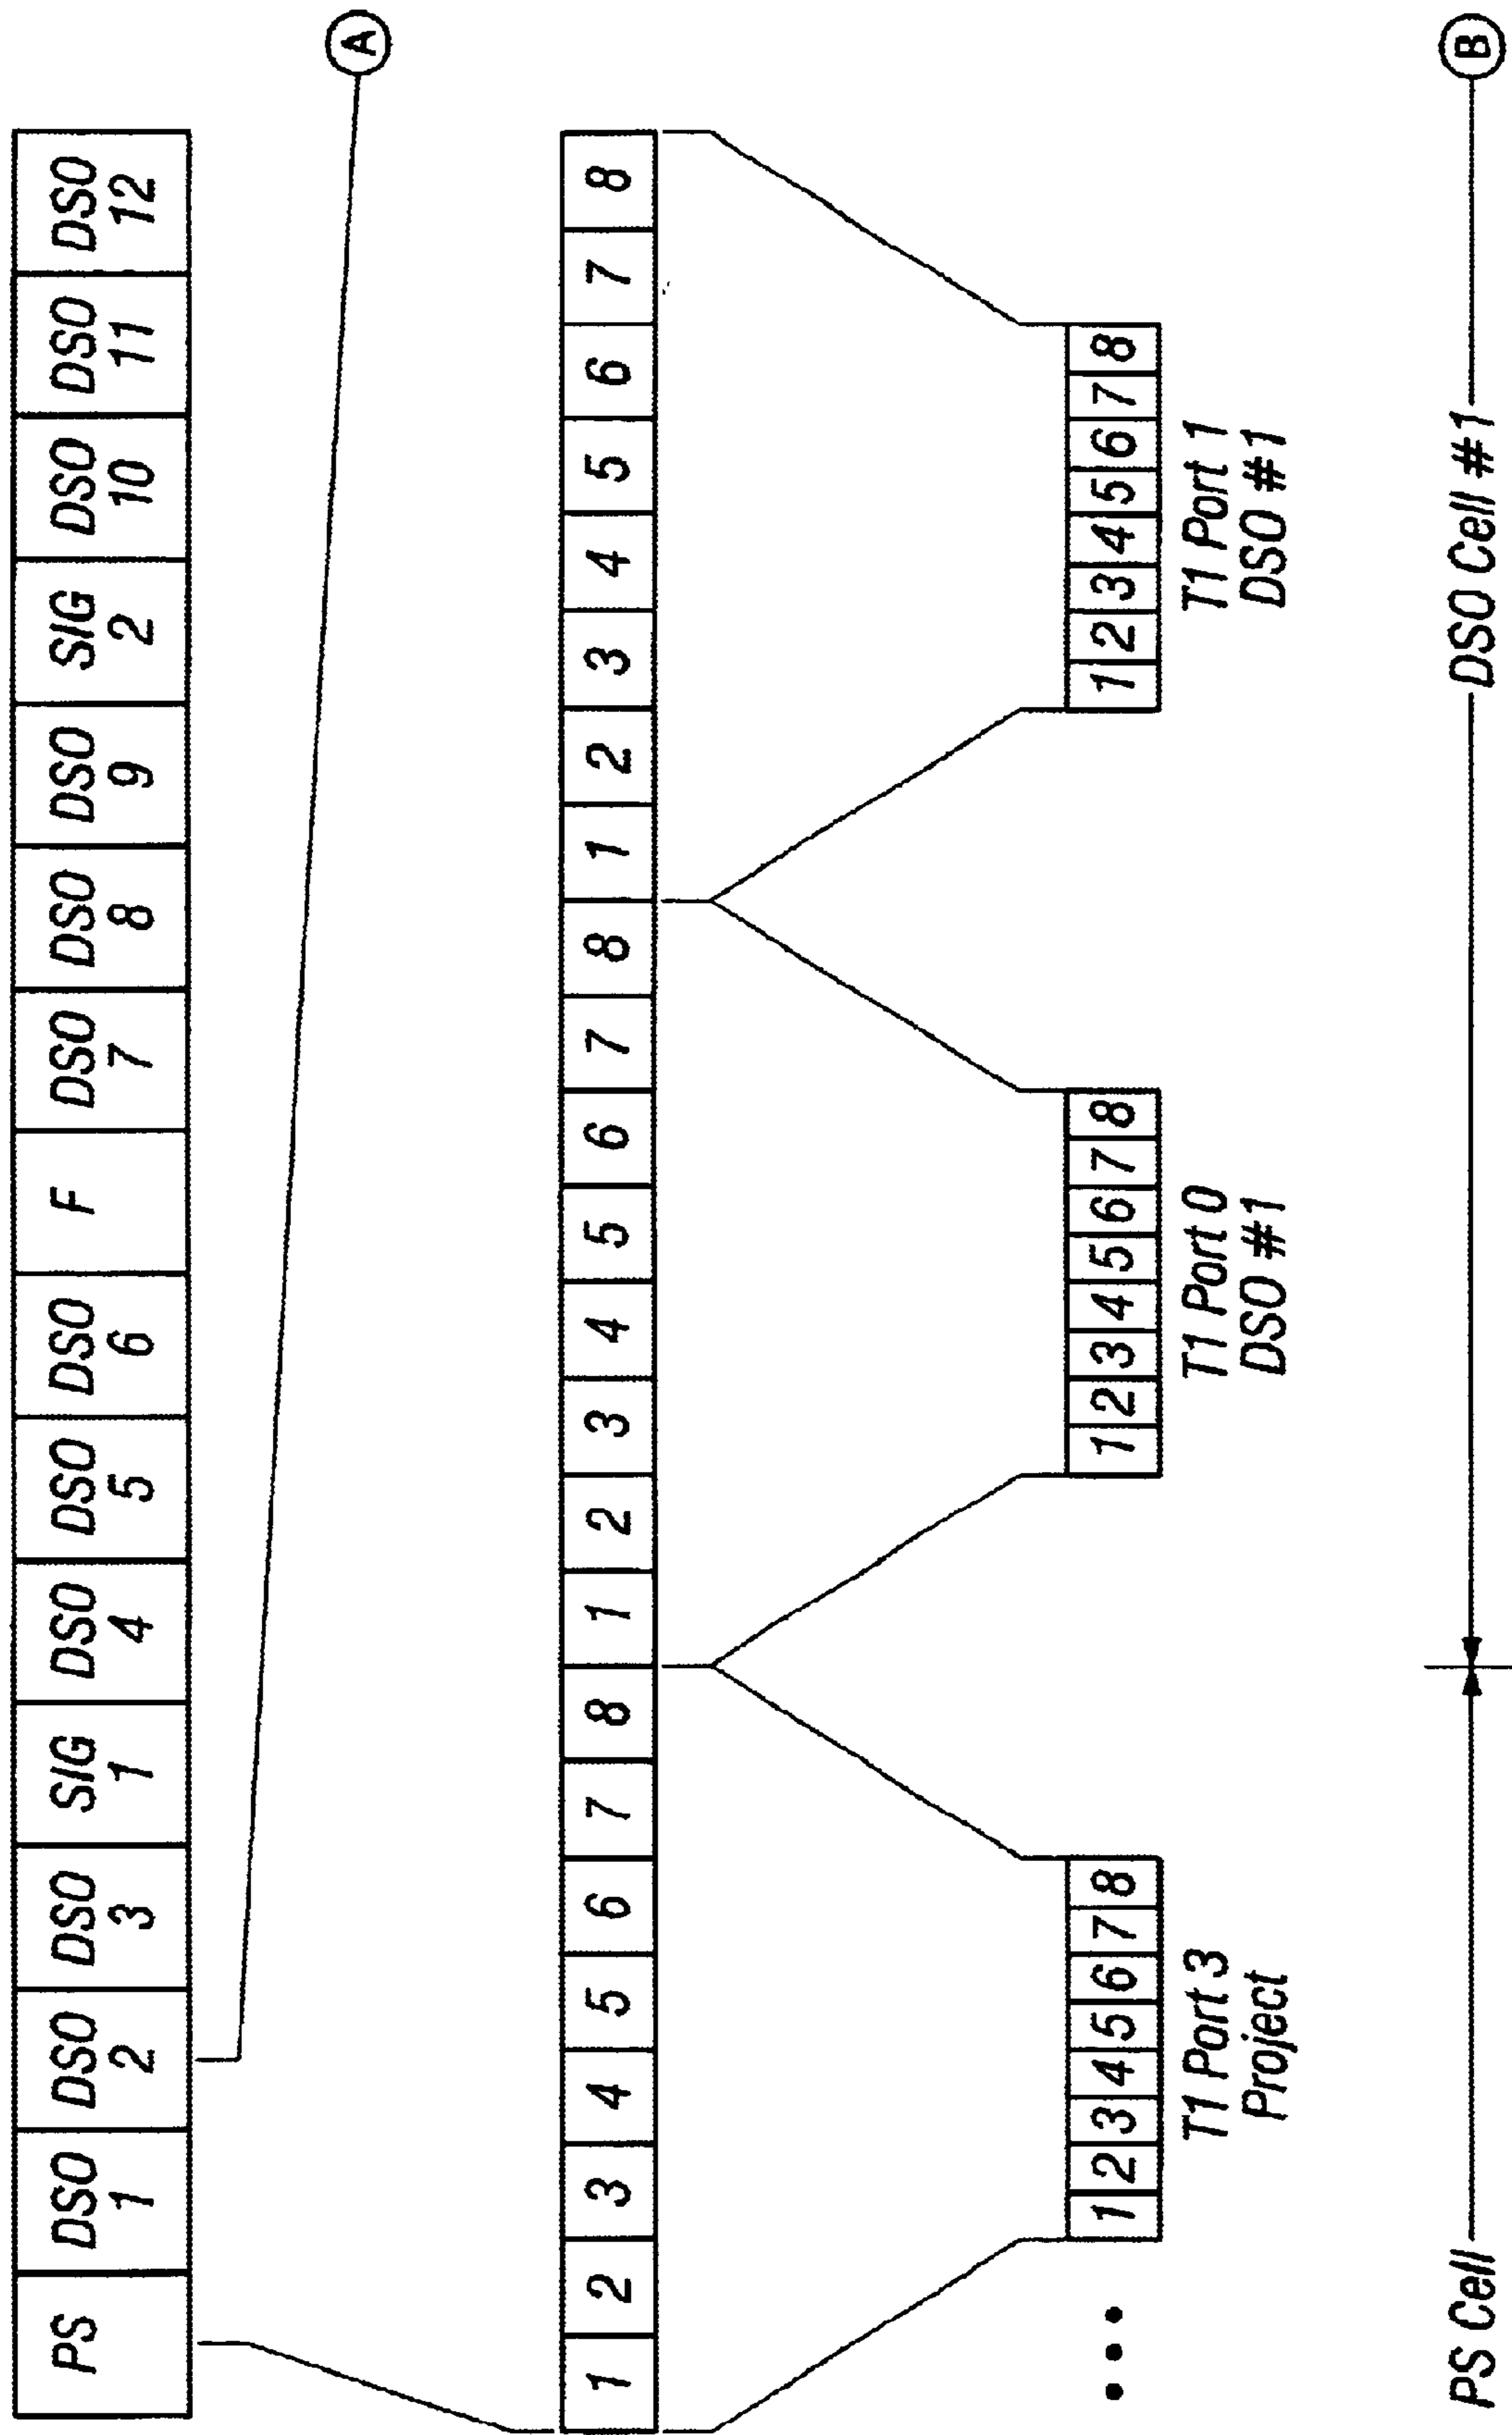 PS DSO 1 DSO 2 DSO 3 SIG 1 DSO 4 DSO 5 DSO 6 F DSO 7 DSO 8 DSO 9 SIG 2 DSO 10 DSO 11 DSO 12
A
1 2 3 4 5 6 7 8 1 2 3 4 5 6 7 8 1 2 3 4 5 6 7 8
1 2 3 4 5 6 7 8 1 2 3 4 5 6 7 8 1 2 3 4 5 6 7 8
T1 Port 3
Project
T1 Port 0
DSO #1
T1 Port 1
DSO #1
PS Cell
DSO Cell #1
B